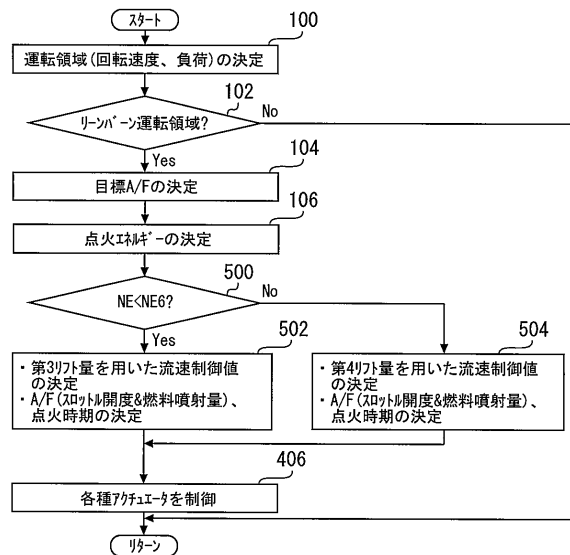 スタート
100
運転領域(回転速度、負荷)の決定
102
リーンバーン運転領域?
No
Yes
104
目標A/Fの決定
106
点火エネルギーの決定
500
NE<NE6?
No
Yes
502
・第3リフト量を用いた流速制御値
の決定
・A/F(スロットル開度&燃料噴射量)、
点火時期の決定
504
・第4リフト量を用いた流速制御値
の決定
・A/F(スロットル開度&燃料噴射量)、
点火時期の決定
406
各種アクチュエータを制御
リターン